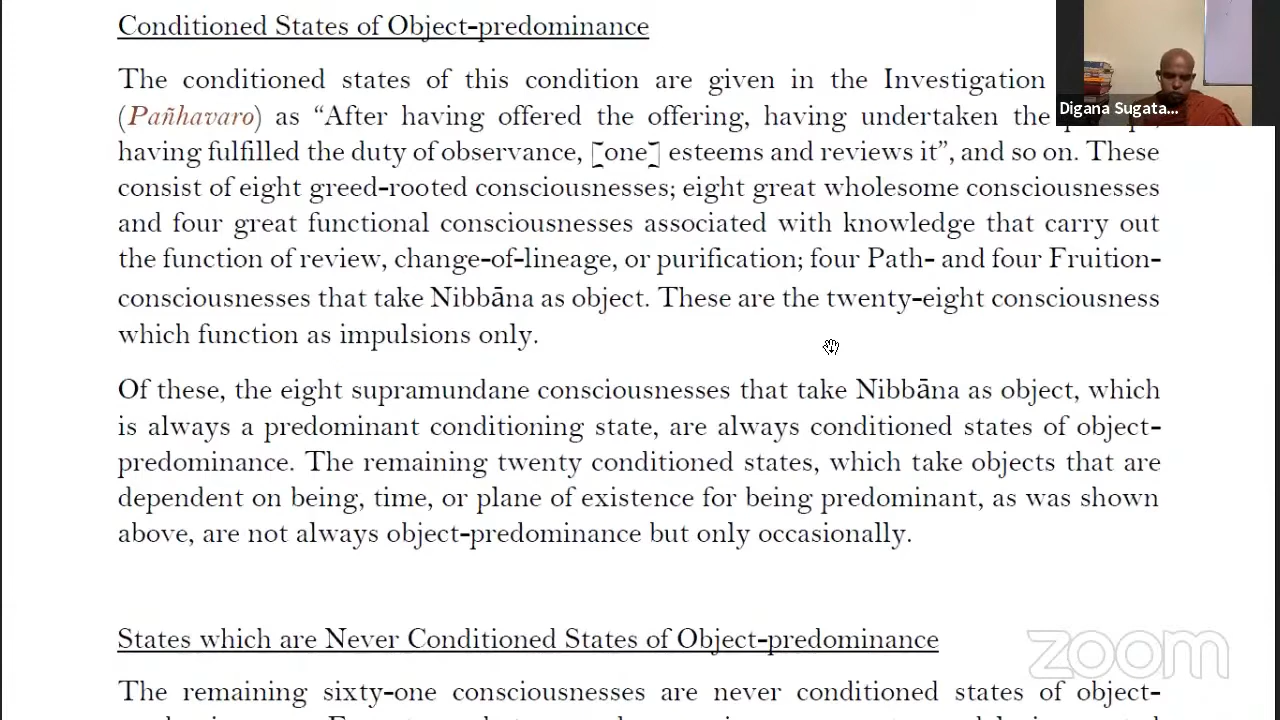 Conditioned States of Object-predominance
The conditioned states of this condition are given in the Investigation
(Pañhavaro) as “After having offered the offering, having undertaken the
having fulfilled the duty of observance, [one] esteems and reviews it”, and so on. These
consist of eight greed-rooted consciousnesses; eight great wholesome consciousnesses
and four great functional consciousnesses associated with knowledge that carry out
the function of review, change-of-lineage, or purification; four Path- and four Fruition-
consciousnesses that take Nibbāna as object. These are the twenty-eight consciousness
which function as impulsions only.
Of these, the eight supramundane consciousnesses that take Nibbāna as object, which
is always a predominant conditioning state, are always conditioned states of object-
predominance. The remaining twenty conditioned states, which take objects that are
dependent on being, time, or plane of existence for being predominant, as was shown
above, are not always object-predominance but only occasionally.
States which are Never Conditioned States of Object-predominance
The remaining sixty-one consciousnesses are never conditioned states of object-
Digana Sugata...
zoom